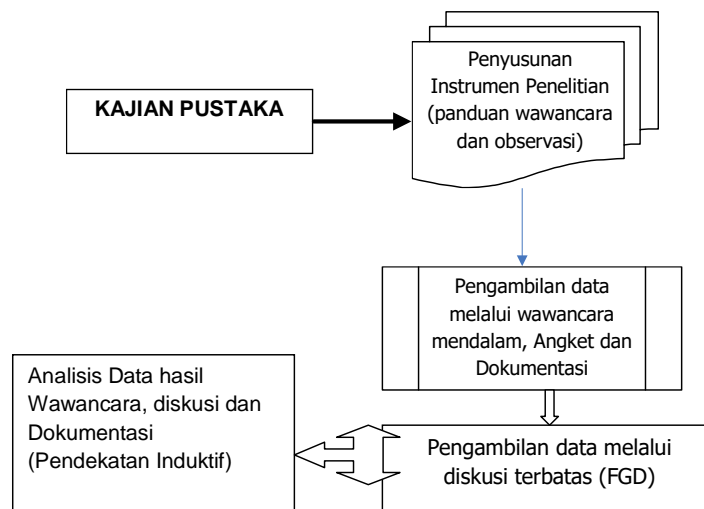 KAJIAN PUSTAKA
Penyusunan
Instrumen Penelitian
(panduan wawancara
dan observasi)
Pengambilan data
melalui wawancara
mendalam, Angket dan
Dokumentasi
Pengambilan data melalui
diskusi terbatas (FGD)
Analisis Data hasil
Wawancara, diskusi dan
Dokumentasi
(Pendekatan Induktif)